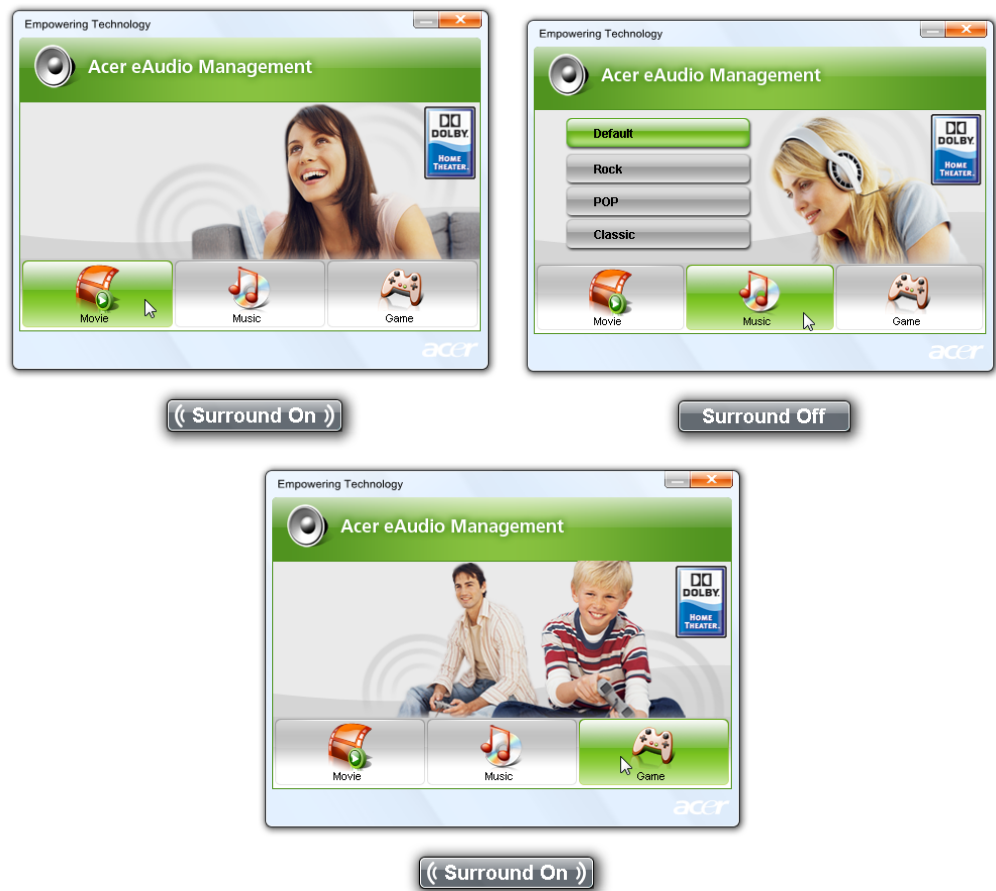 Empowering Technology
Acer eAudio Management
DOLBY.
HOME
THEATER.
Movie
Music
Game
acer
(( Surround On ))
Empowering Technology
Acer eAudio Management
DOLBY.
HOME
THEATER.
Default
Rock
POP
Classic
Movie
Music
Game
acer
Surround Off
Empowering Technology
Acer eAudio Management
DOLBY.
HOME
THEATER.
Movie
Music
Game
acer
(( Surround On ))